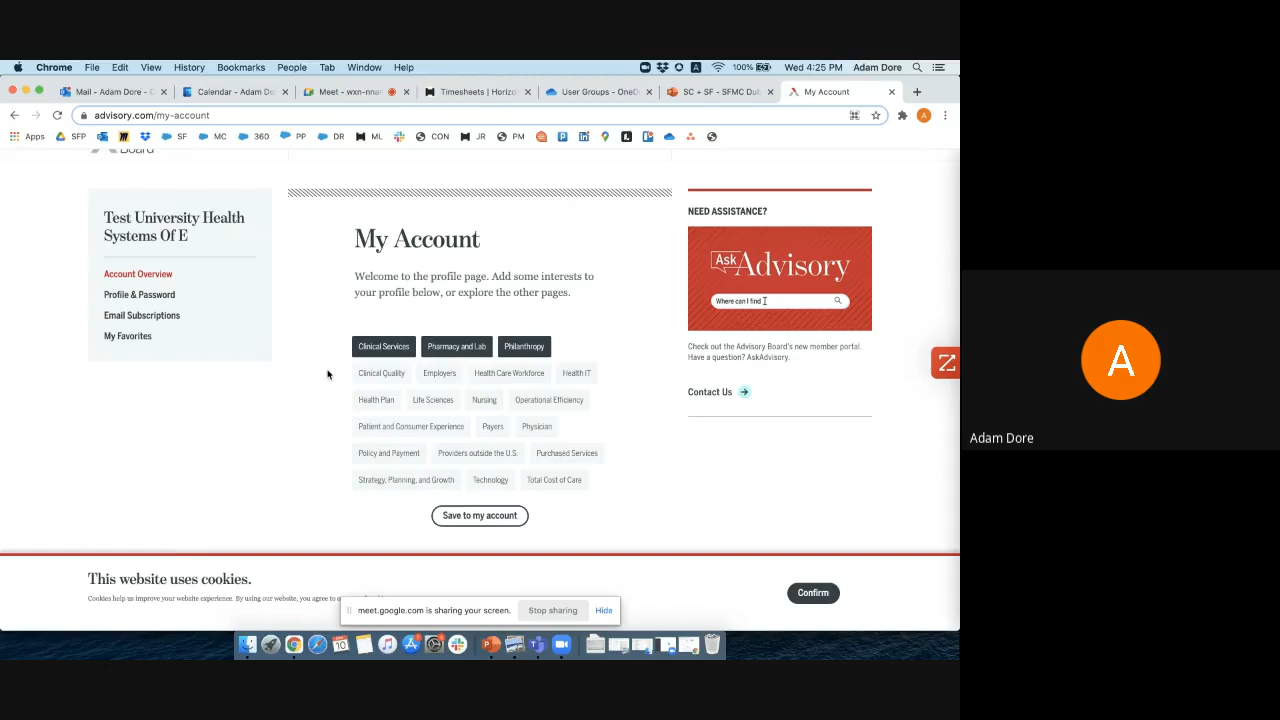 Chrome File Edit View History Bookmarks People Tab Window Help 100% Wed 4:25 PM Adam Dore
Mail - Adam Dore - C
Calendar - Adam Do
Meet - wxn-nnar
Timesheets | Horizo
User Groups - OneD
SC + SF - SFMC Dub
My Account
advisory.com/my-account
Apps SFP SF MC 360 PP DR ML CON JR PM
Board
Test University Health
Systems Of E
Account Overview
Profile & Password
Email Subscriptions
My Favorites
My Account
Welcome to the profile page. Add some interests to
your profile below, or explore the other pages.
Clinical Services Pharmacy and Lab Philanthropy
Clinical Quality Employers Health Care Workforce Health IT
Health Plan Life Sciences Nursing Operational Efficiency
Patient and Consumer Experience Payers Physician
Policy and Payment Providers outside the U.S. Purchased Services
Strategy, Planning, and Growth Technology Total Cost of Care
Save to my account
NEED ASSISTANCE?
Ask Advisory
Where can I find
Check out the Advisory Board's new member portal.
Have a question? AskAdvisory.
Contact Us
This website uses cookies.
Cookies help us improve your website experience. By using our website, you agree to
Confirm
meet.google.com is sharing your screen. Stop sharing Hide
A
Adam Dore